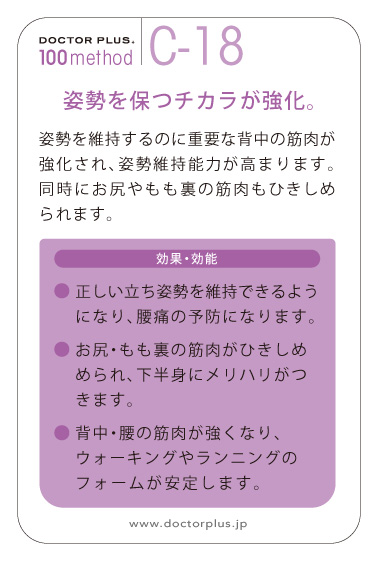 DOCTOR PLUS.
100method
C-18
姿勢を保つチカラが強化。
姿勢を維持するのに重要な背中の筋肉が
強化され、姿勢維持能力が高まります。
同時にお尻やもも裏の筋肉もひきしめ
られます。
効果・効能
● 正しい立ち姿勢を維持できるよう
になり、腰痛の予防になります。
● お尻・もも裏の筋肉がひきしめ
められ、下半身にメリハリがつ
きます。
● 背中・腰の筋肉が強くなり、
ウォーキングやランニングの
フォームが安定します。
www.doctorplus.jp